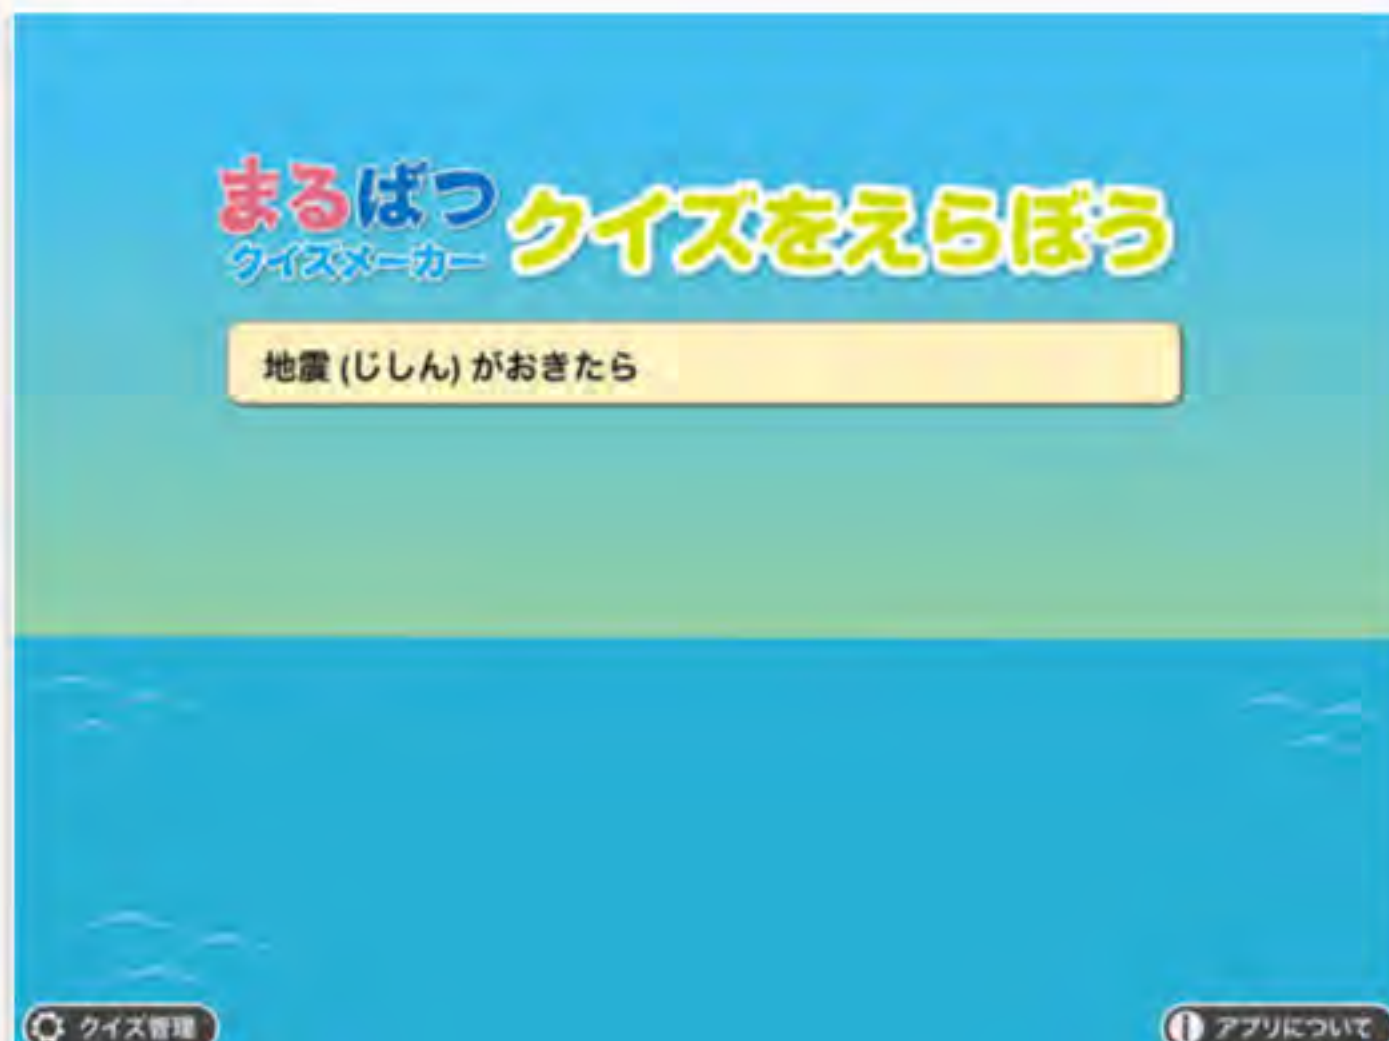 まるばつ
クイズメーカー
クイズをえらぼう
地震 (じしん) がおきたら
クイズ管理
アプリについて